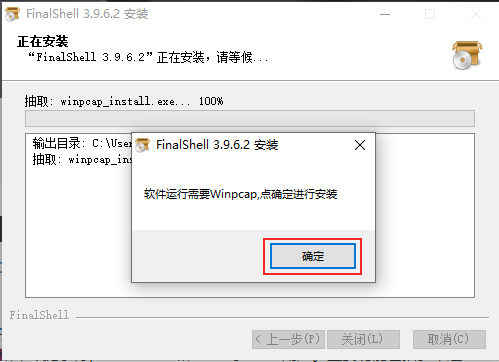 FinalShell 3.9.6.2 安装
正在安装
“FinalShell 3.9.6.2”正在安装，请等候...
抽取: winpcap_install.exe... 100%
输出目录: C:\User
抽取: winpcap_ins
FinalShell 3.9.6.2 安装
软件运行需要Winpcap,点确定进行安装
确定
FinalShell
< 上一步(P)
关闭(L)
取消(C)